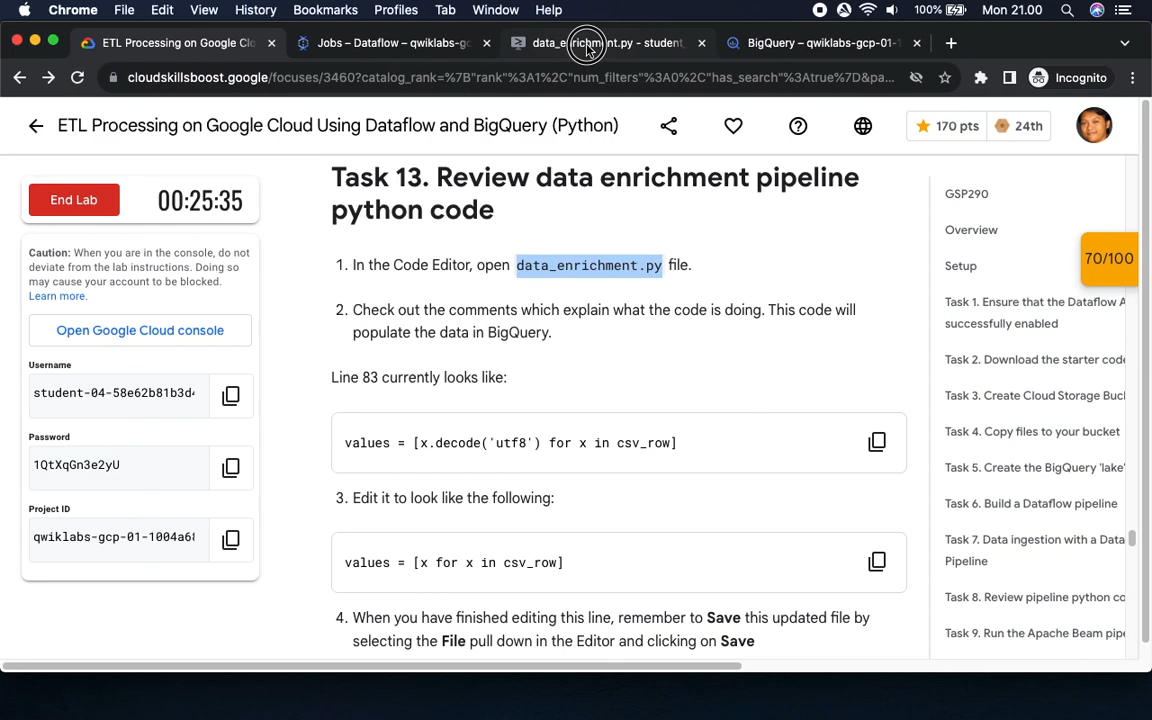 Chrome File Edit View History Bookmarks Profiles Tab Window Help 100% Mon 21.00
ETL Processing on Google Clo Jobs – Dataflow – qwiklabs-gc data_enrichment.py - student_ BigQuery – qwiklabs-gcp-01-1
cloudskillsboost.google/focuses/3460?catalog_rank=%7B"rank"%3A1%2C"num_filters"%3A0%2C"has_search"%3Atrue%7D&pa... Incognito
ETL Processing on Google Cloud Using Dataflow and BigQuery (Python) 170 pts 24th
End Lab 00:25:35
Caution: When you are in the console, do not
deviate from the lab instructions. Doing so
may cause your account to be blocked.
Learn more.
Open Google Cloud console
Username
student-04-58e62b81b3d
Password
1QtXqGn3e2yU
Project ID
qwiklabs-gcp-01-1004a6
Task 13. Review data enrichment pipeline
python code
1. In the Code Editor, open data_enrichment.py file.
2. Check out the comments which explain what the code is doing. This code will
populate the data in BigQuery.
Line 83 currently looks like:
values = [x.decode('utf8') for x in csv_row]
3. Edit it to look like the following:
values = [x for x in csv_row]
4. When you have finished editing this line, remember to Save this updated file by
selecting the File pull down in the Editor and clicking on Save
GSP290
Overview
70/100
Setup
Task 1. Ensure that the Dataflow A
successfully enabled
Task 2. Download the starter code
Task 3. Create Cloud Storage Buc
Task 4. Copy files to your bucket
Task 5. Create the BigQuery 'lake'
Task 6. Build a Dataflow pipeline
Task 7. Data ingestion with a Data
Pipeline
Task 8. Review pipeline python co
Task 9. Run the Apache Beam pipe